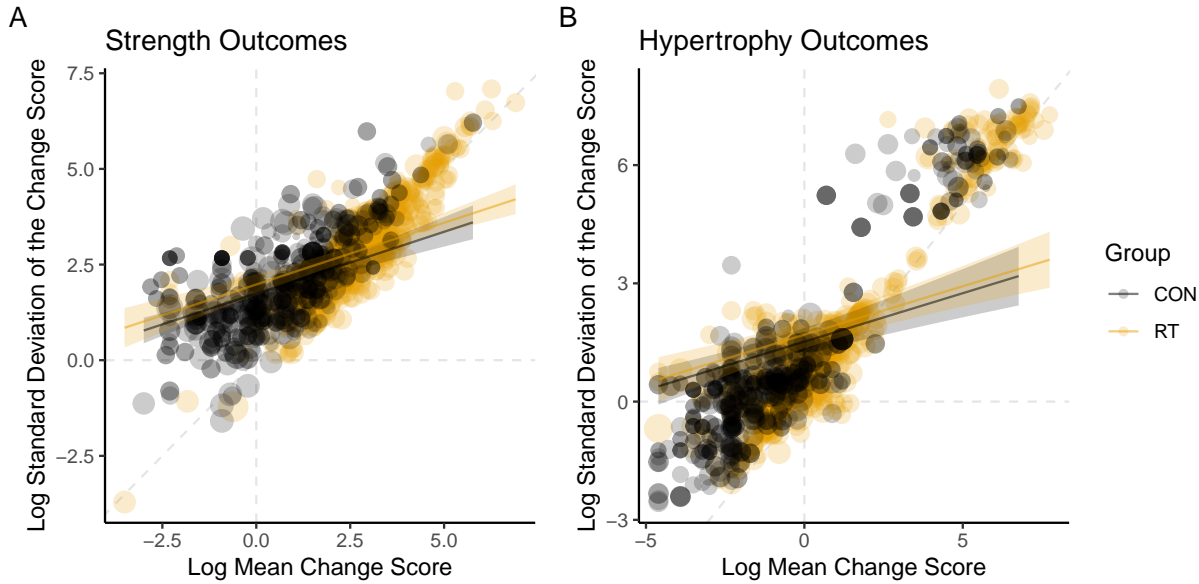 A
Strength Outcomes
Log Standard Deviation of the Change Score
7.5
5.0
2.5
0.0
−2.5
−2.5
0.0
2.5
5.0
Log Mean Change Score
B
Hypertrophy Outcomes
Log Standard Deviation of the Change Score
6
3
0
−3
−5
0
5
Log Mean Change Score
Group
CON
RT